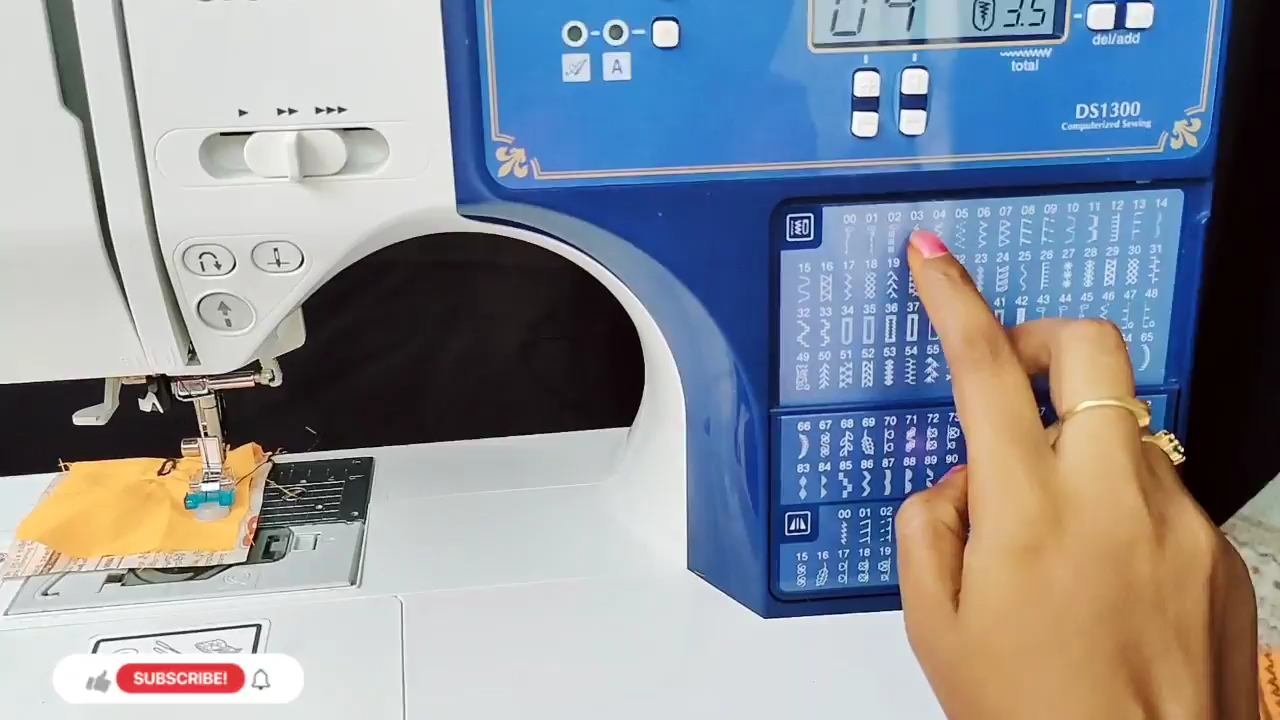 04 3.5
del/add
total
A A
DS1300
Computerized Sewing
00 01 02 03 04 05 06 07 08 09 10 11 12 13 14
15 16 17 18 19 23 24 25 26 27 28 29 30 31
32 33 34 35 36 37 41 42 43 44 45 46 47 48
49 50 51 52 53 54 55 65
66 67 68 69 70 71 72
83 84 85 86 87 88 89 90
00 01 02
15 16 17 18 19
SUBSCRIBE!